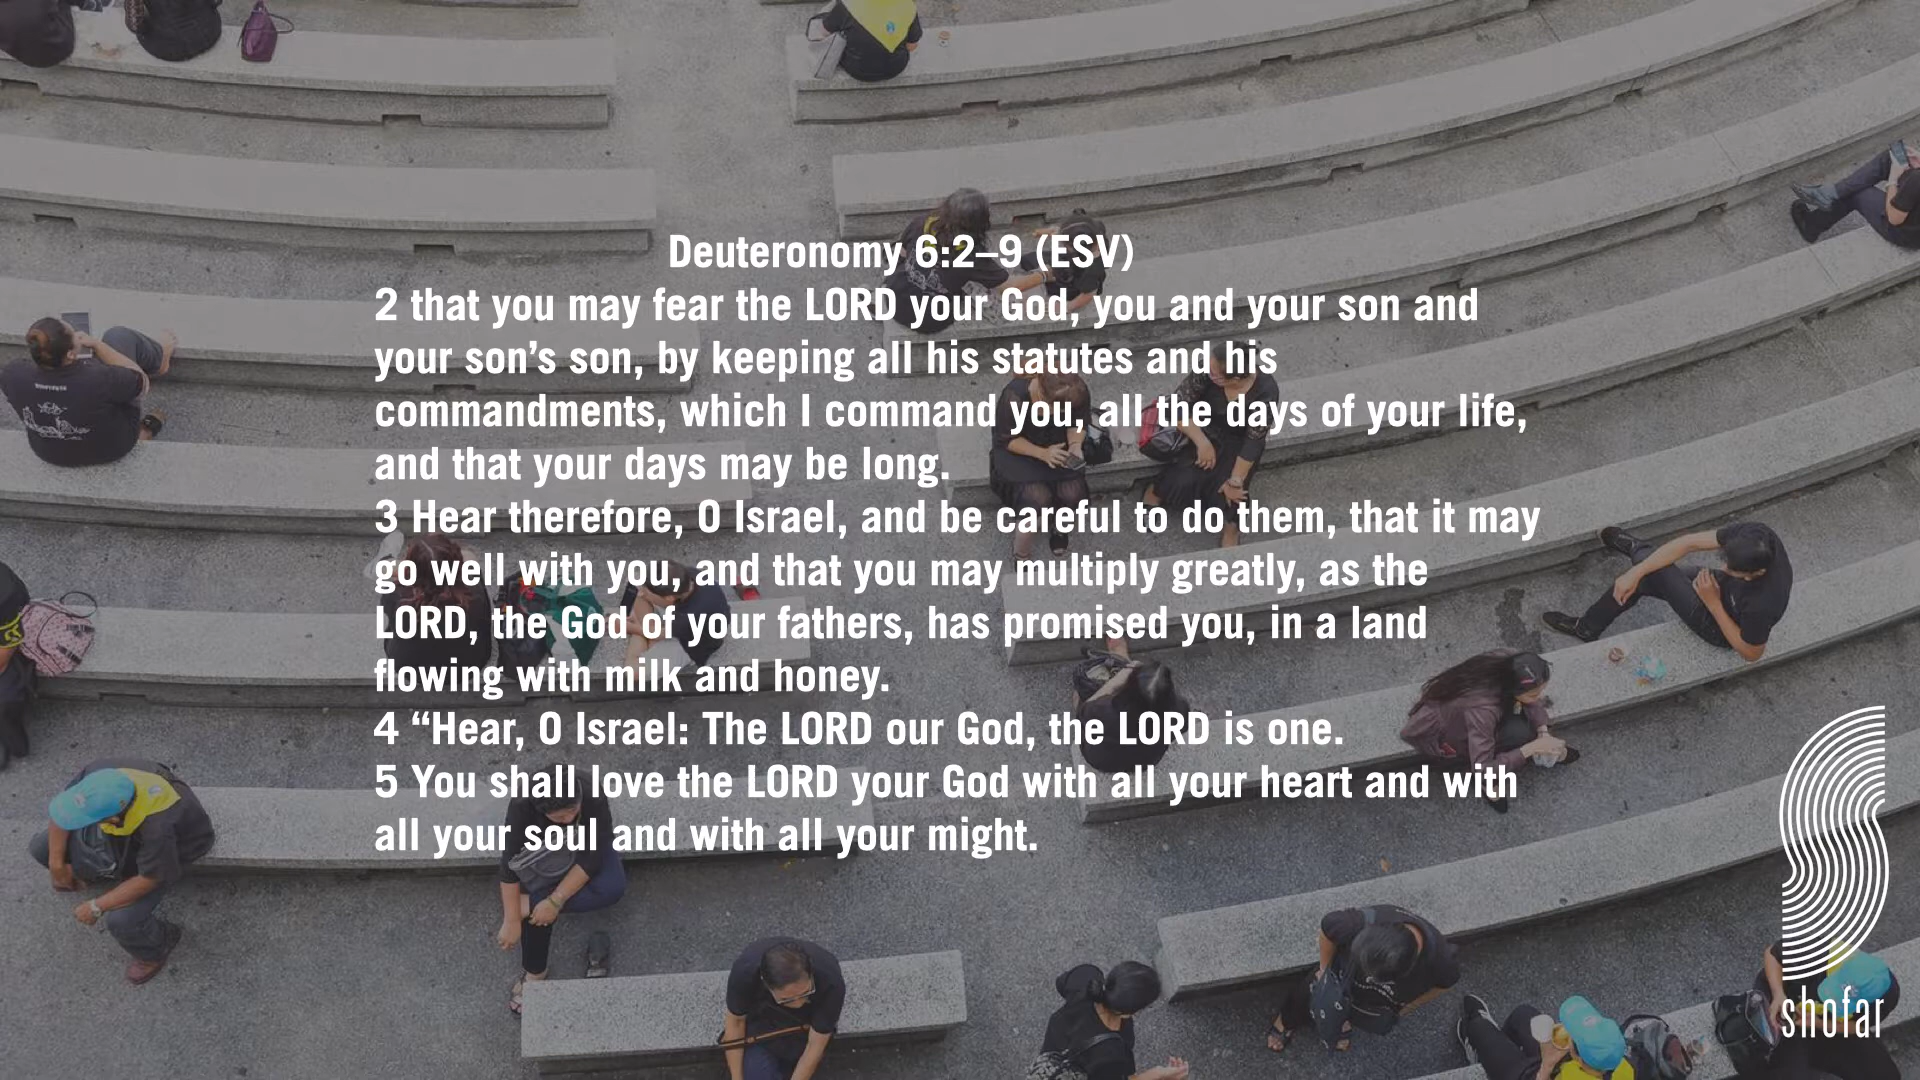 Deuteronomy 6:2–9 (ESV)
2 that you may fear the LORD your God, you and your son and
your son’s son, by keeping all his statutes and his
commandments, which I command you, all the days of your life,
and that your days may be long.
3 Hear therefore, O Israel, and be careful to do them, that it may
go well with you, and that you may multiply greatly, as the
LORD, the God of your fathers, has promised you, in a land
flowing with milk and honey.
4 “Hear, O Israel: The LORD our God, the LORD is one.
5 You shall love the LORD your God with all your heart and with
all your soul and with all your might.
shofar